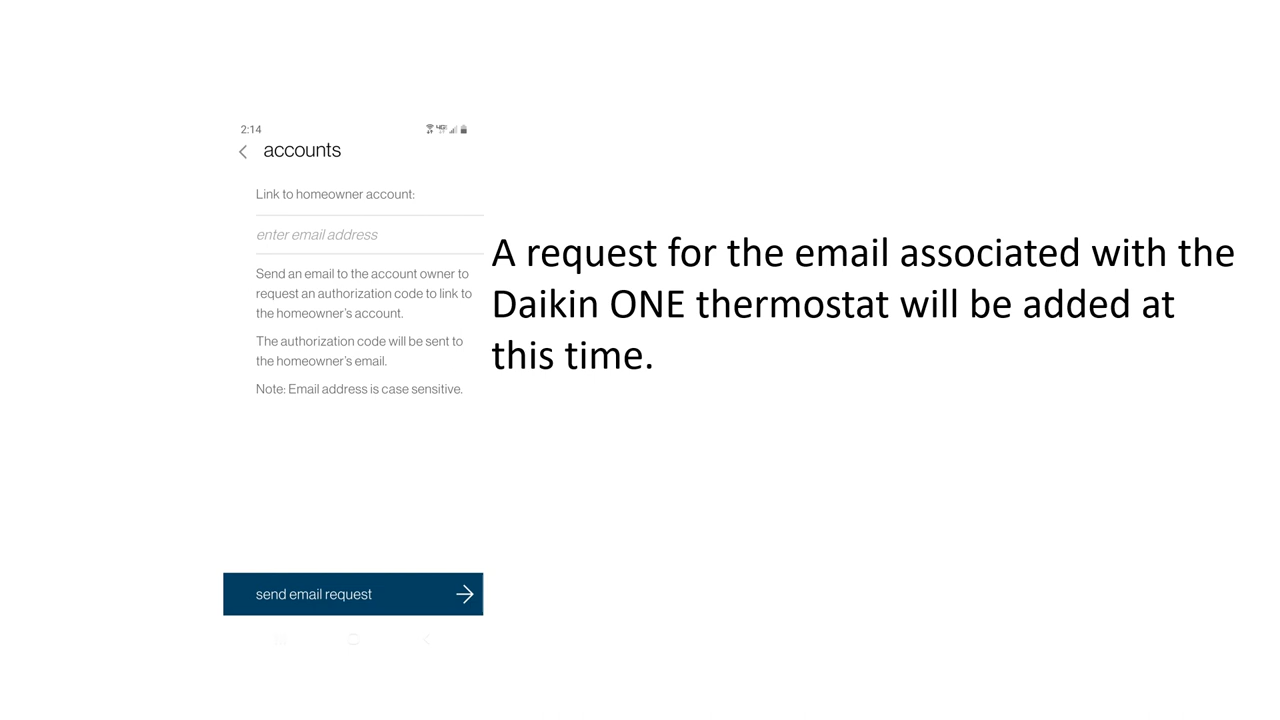 2:14
accounts
Link to homeowner account:
enter email address
Send an email to the account owner to
request an authorization code to link to
the homeowner's account.
The authorization code will be sent to
the homeowner's email.
Note: Email address is case sensitive.
send email request
A request for the email associated with the
Daikin ONE thermostat will be added at
this time.